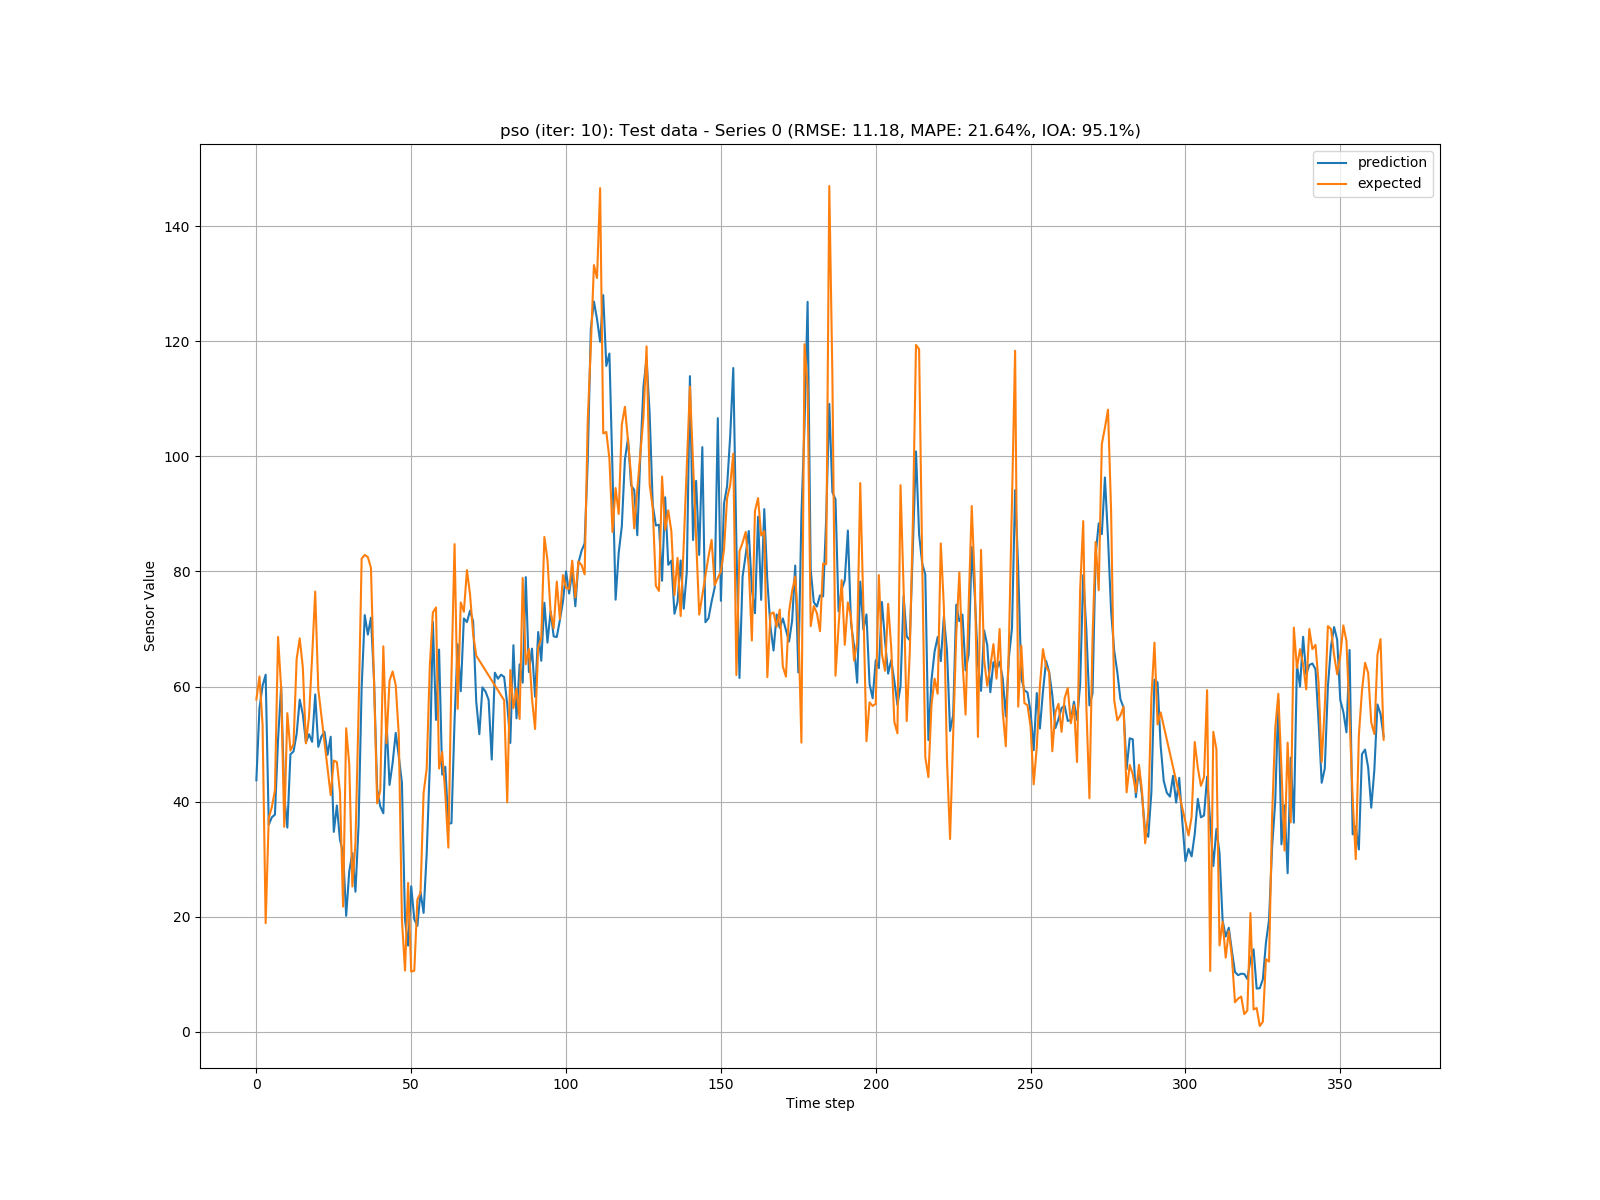 pso (iter: 10): Test data - Series 0 (RMSE: 11.18, MAPE: 21.64%, IOA: 95.1%)
prediction
expected
140
120
100
80
60
40
20
0
Sensor Value
0 50 100 150 200 250 300 350
Time step